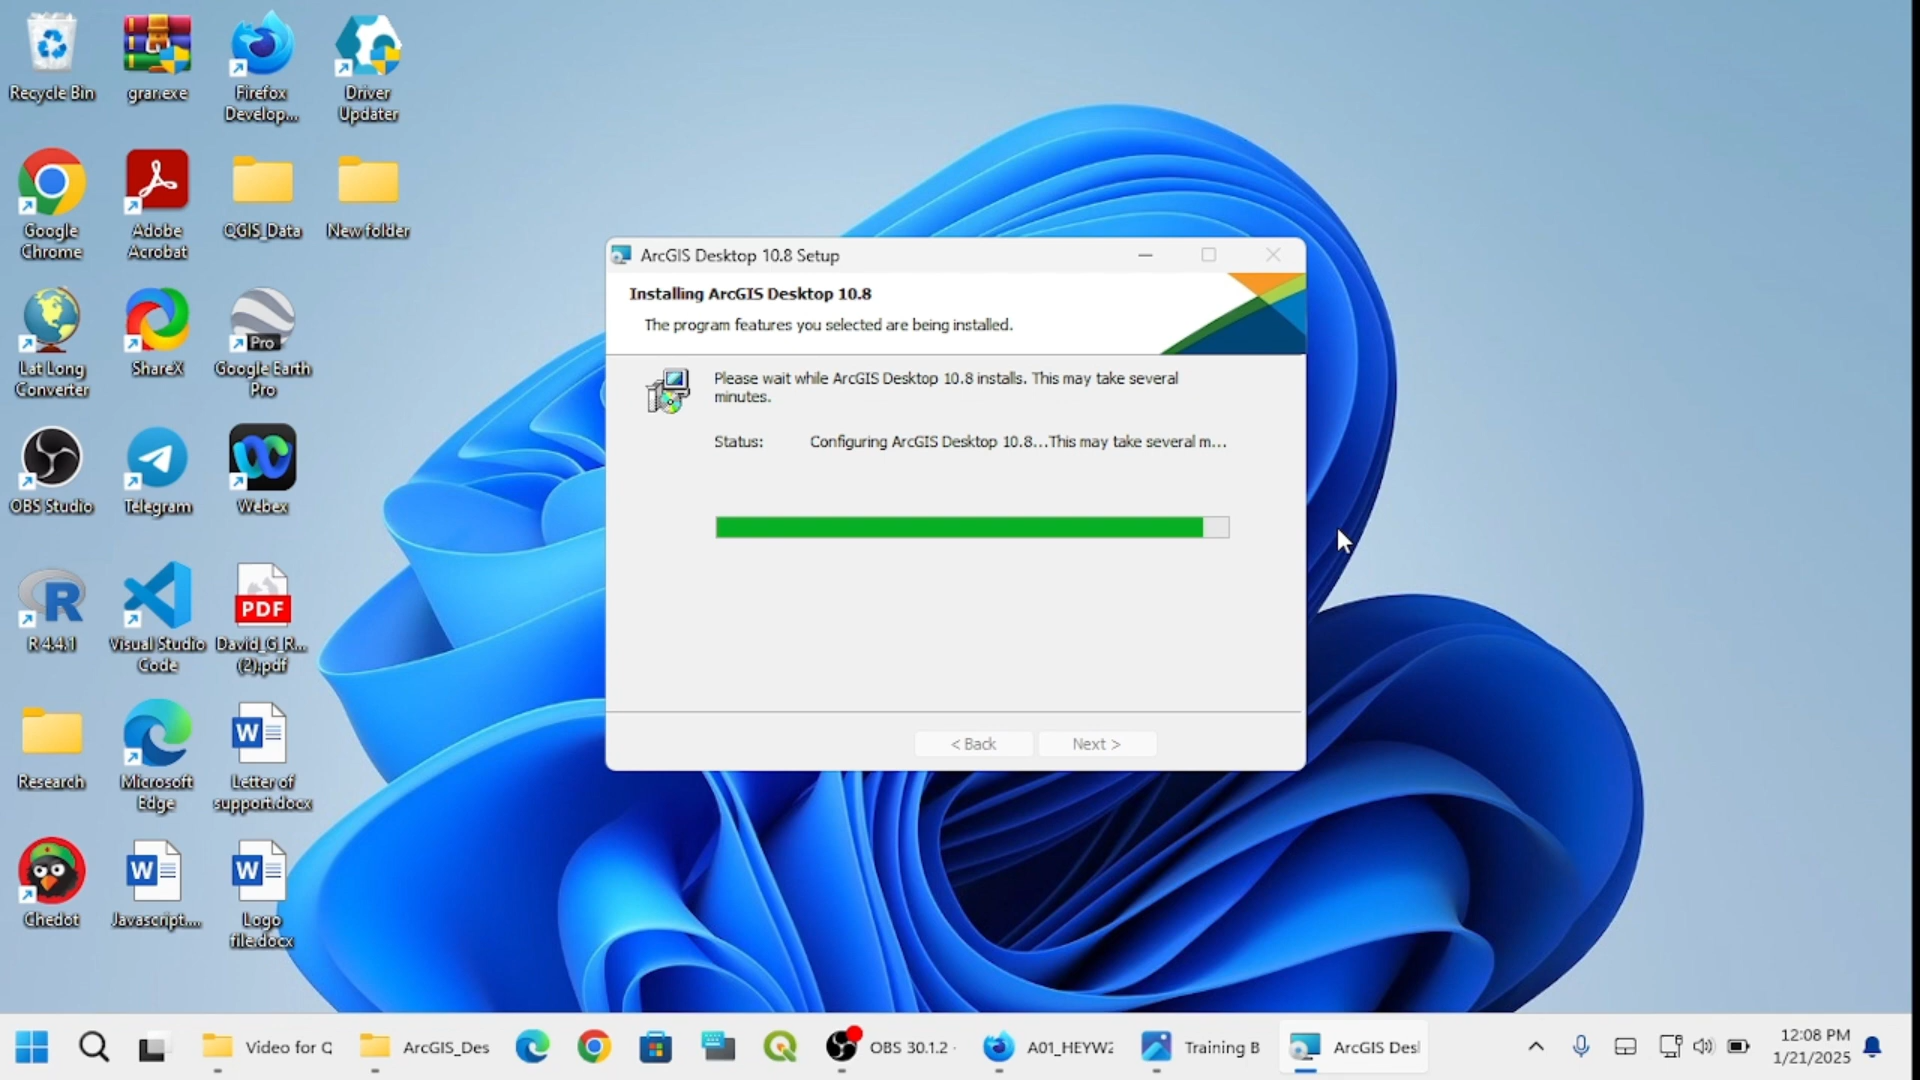 Recycle Bin
gran.exe
Firefox
Develop...
Driver
Updater
Google
Chrome
Adobe
Acrobat
QGIS_Data
New folder
Lat Long
Converter
ShareX
Pro
Google Earth
Pro
OBS Studio
Telegram
Webex
R 4.4.1
Visual Studio
Code
PDF
David_G_R...
(2).pdf
Research
Microsoft
Edge
W
Letter of
support.docx
Chedot
W
Javascript....
W
Logo
file.docx
ArcGIS Desktop 10.8 Setup
Installing ArcGIS Desktop 10.8
The program features you selected are being installed.
Please wait while ArcGIS Desktop 10.8 installs. This may take several
minutes.
Status: Configuring ArcGIS Desktop 10.8...This may take several m...
< Back
Next >
Video for Q
ArcGIS_Des
OBS 30.1.2 -
A01_HEYW2
Training B
ArcGIS Des
12:08 PM
1/21/2025